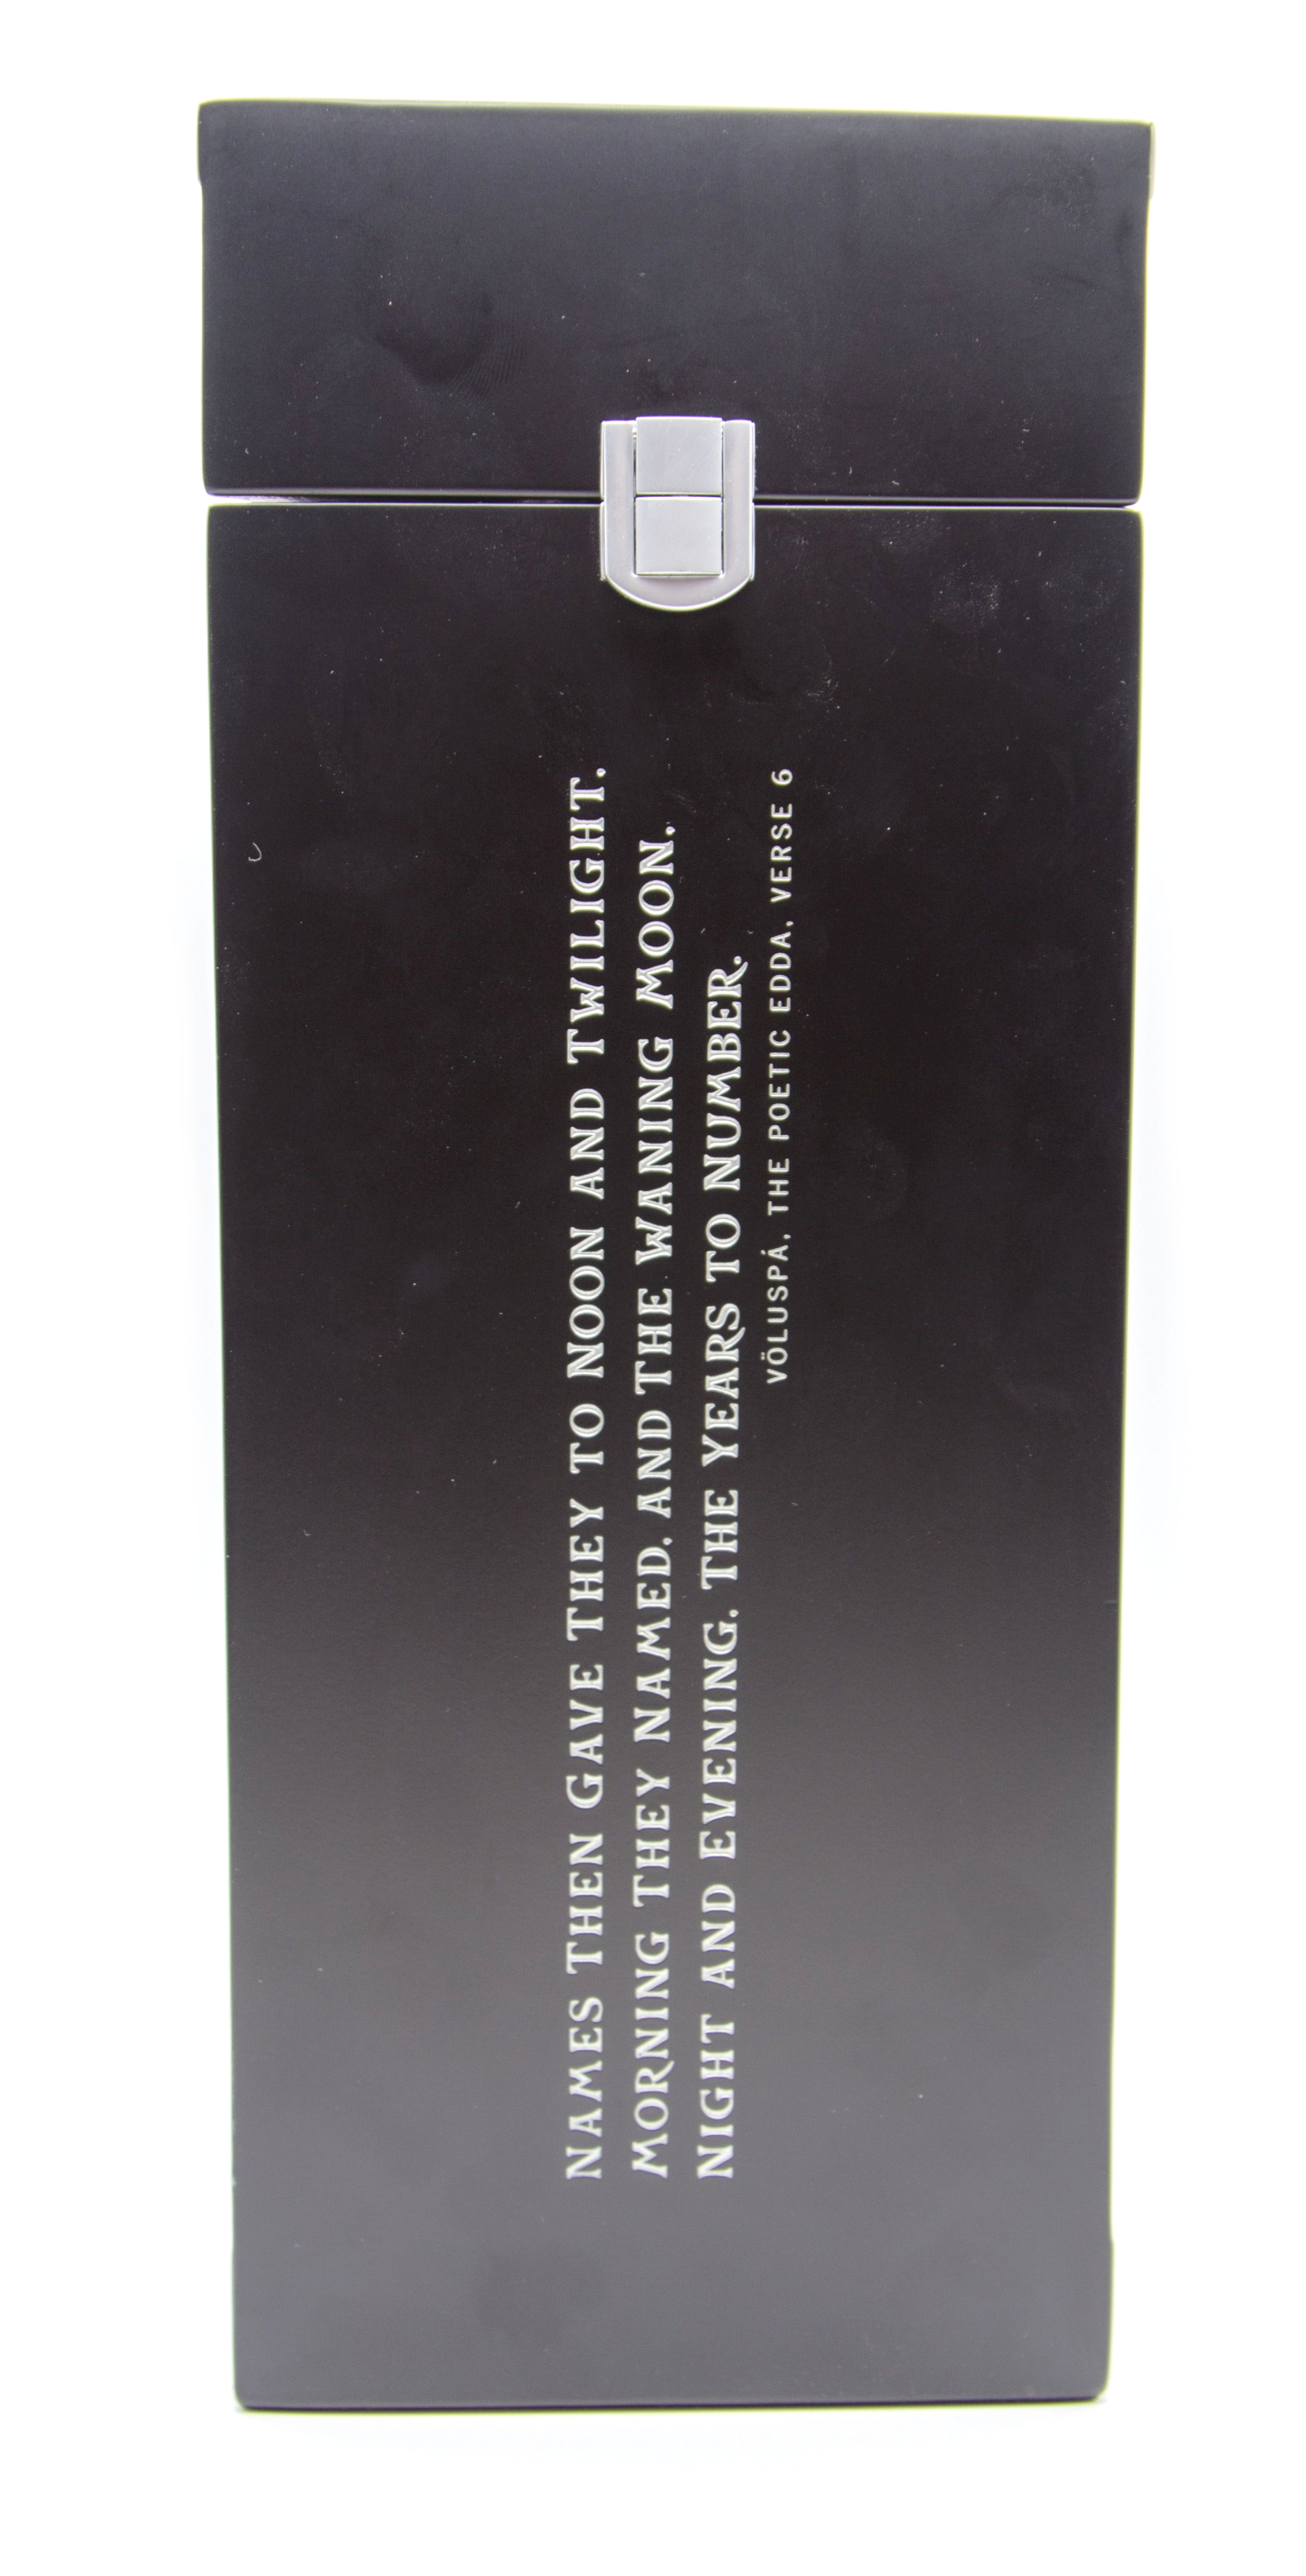 NAMES THEN GAVE THEY TO NOON AND TWILIGHT.
MORNING THEY NAMED, AND THE WANING MOON,
NIGHT AND EVENING, THE YEARS TO NUMBER.
VÖLUSPÁ, THE POETIC EDDA, VERSE 6